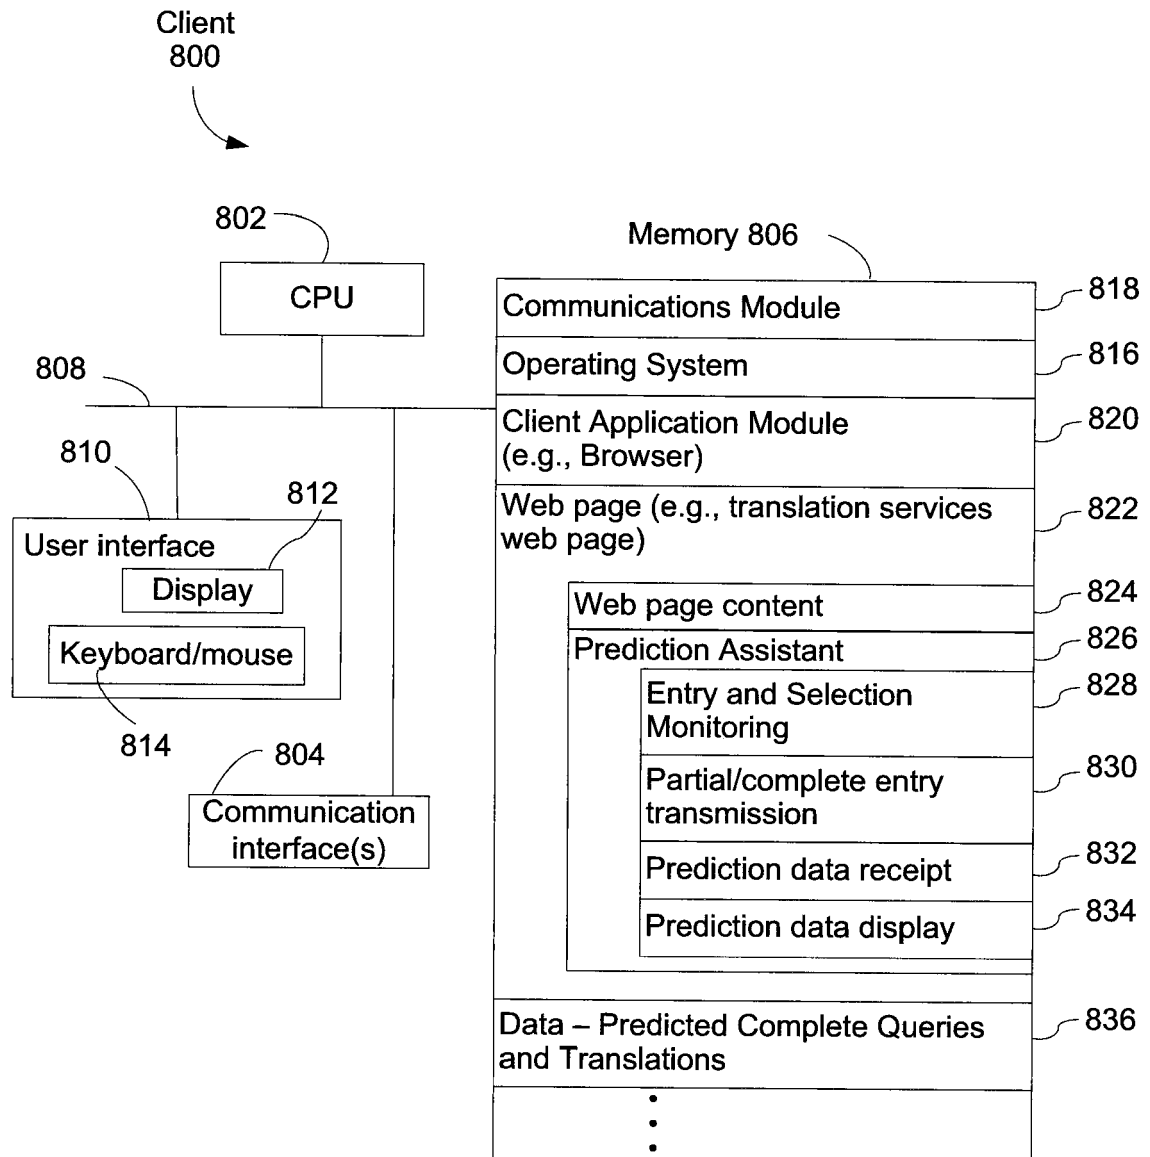 Client
800
802
CPU
808
810
User interface
812
Display
Keyboard/mouse
814
804
Communication
interface(s)
Memory 806
Communications Module
818
Operating System
816
Client Application Module
(e.g., Browser)
820
Web page (e.g., translation services
web page)
822
Web page content
824
Prediction Assistant
826
Entry and Selection
Monitoring
828
Partial/complete entry
transmission
830
Prediction data receipt
832
Prediction data display
834
Data – Predicted Complete Queries
and Translations
836